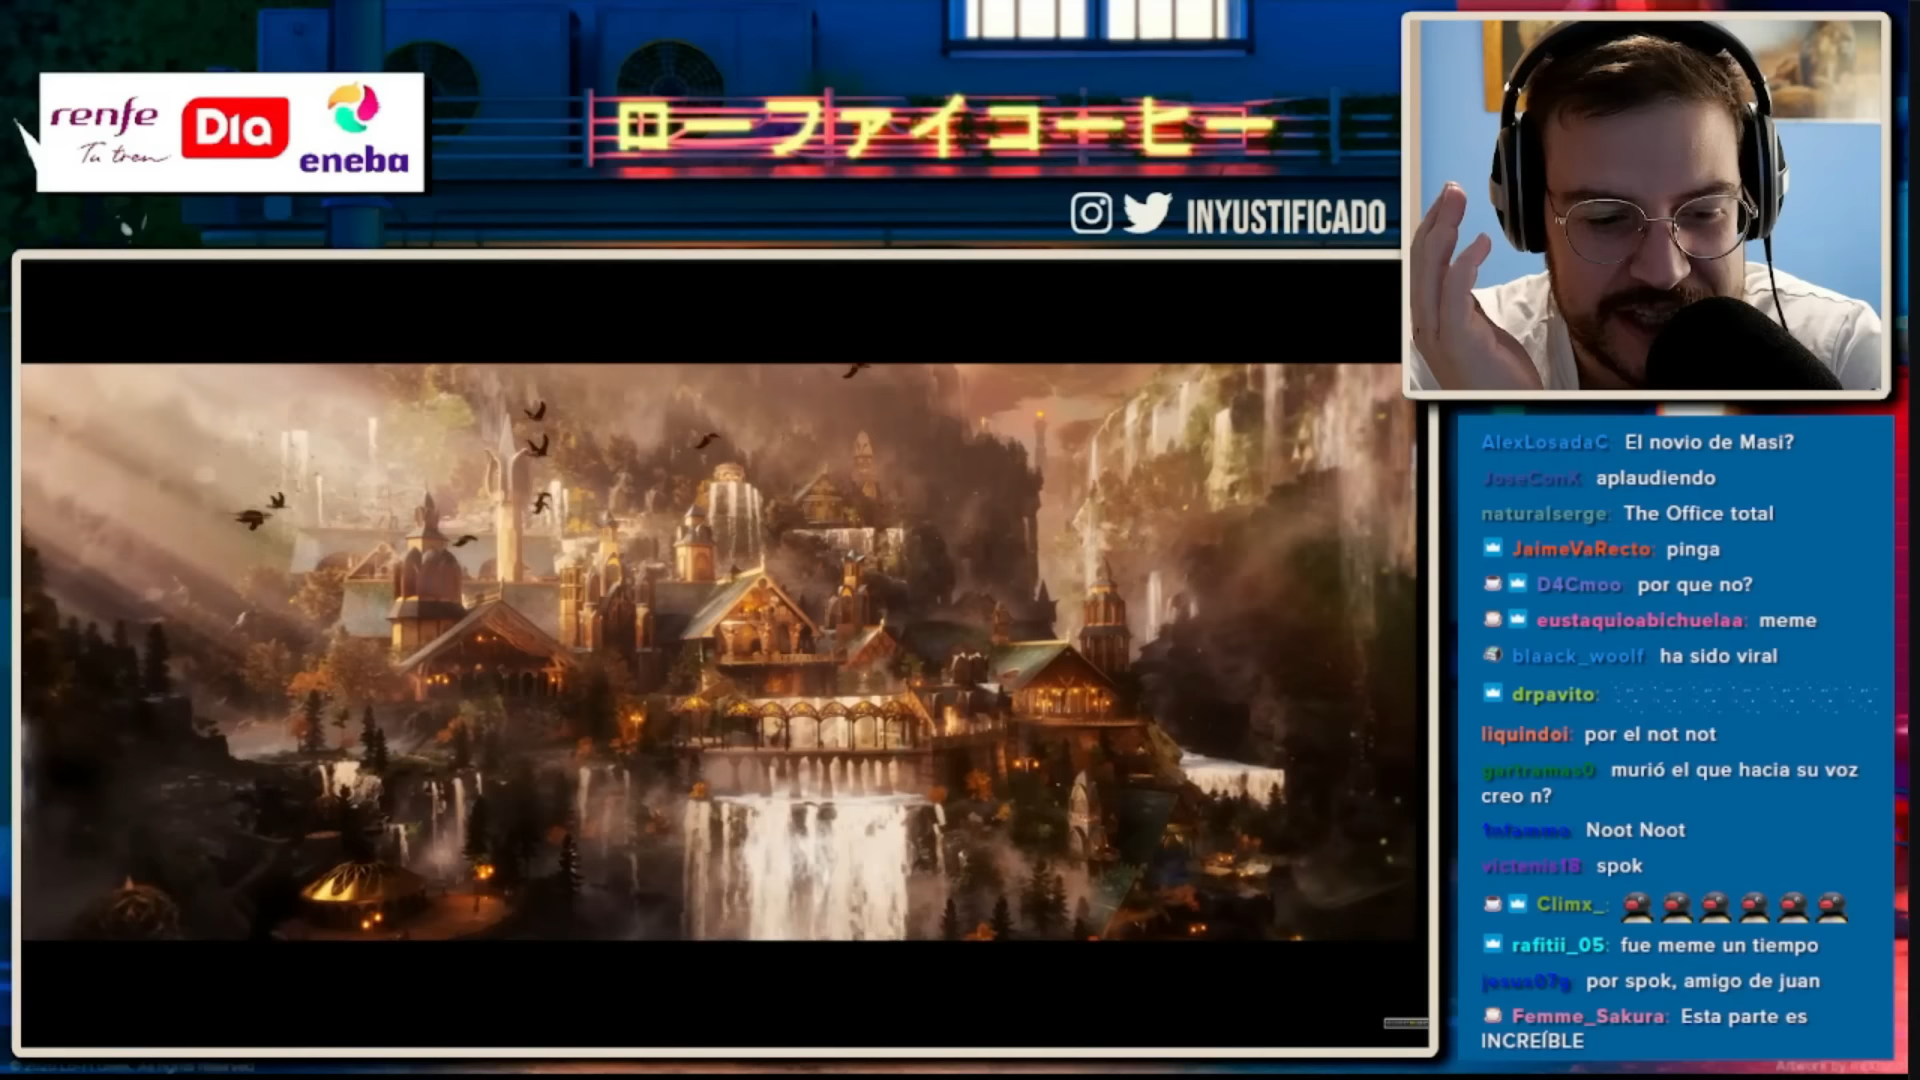 renfe
Tu tren
Dia
eneba
ローファイコーヒー
INYUSTIFICADO
AlexLosadaC: El novio de Masi?
JoseConX: aplaudiendo
naturalserge: The Office total
JaimeVaRecto: pinga
D4Cmoo: por que no?
eustaquioabichuelaa: meme
blaack_woolf: ha sido viral
drpavito:
liquindoi: por el not not
murió el que hacia su voz
creo n?
Noot Noot
victenis18 spok
Climx_:
rafitii_05: fue meme un tiempo
por spok, amigo de juan
Femme_Sakura: Esta parte es
INCREÍBLE